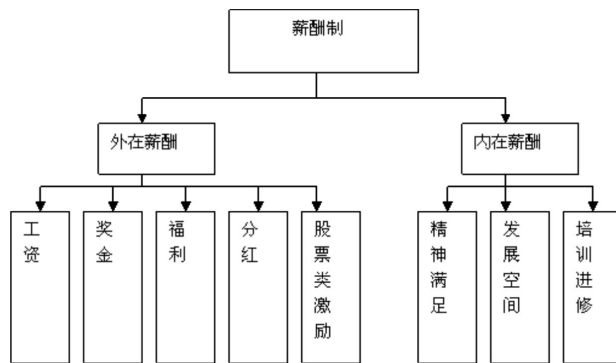 薪酬制
外在薪酬
内在薪酬
工资
奖金
福利
分红
股票类激励
精神满足
发展空间
培训进修